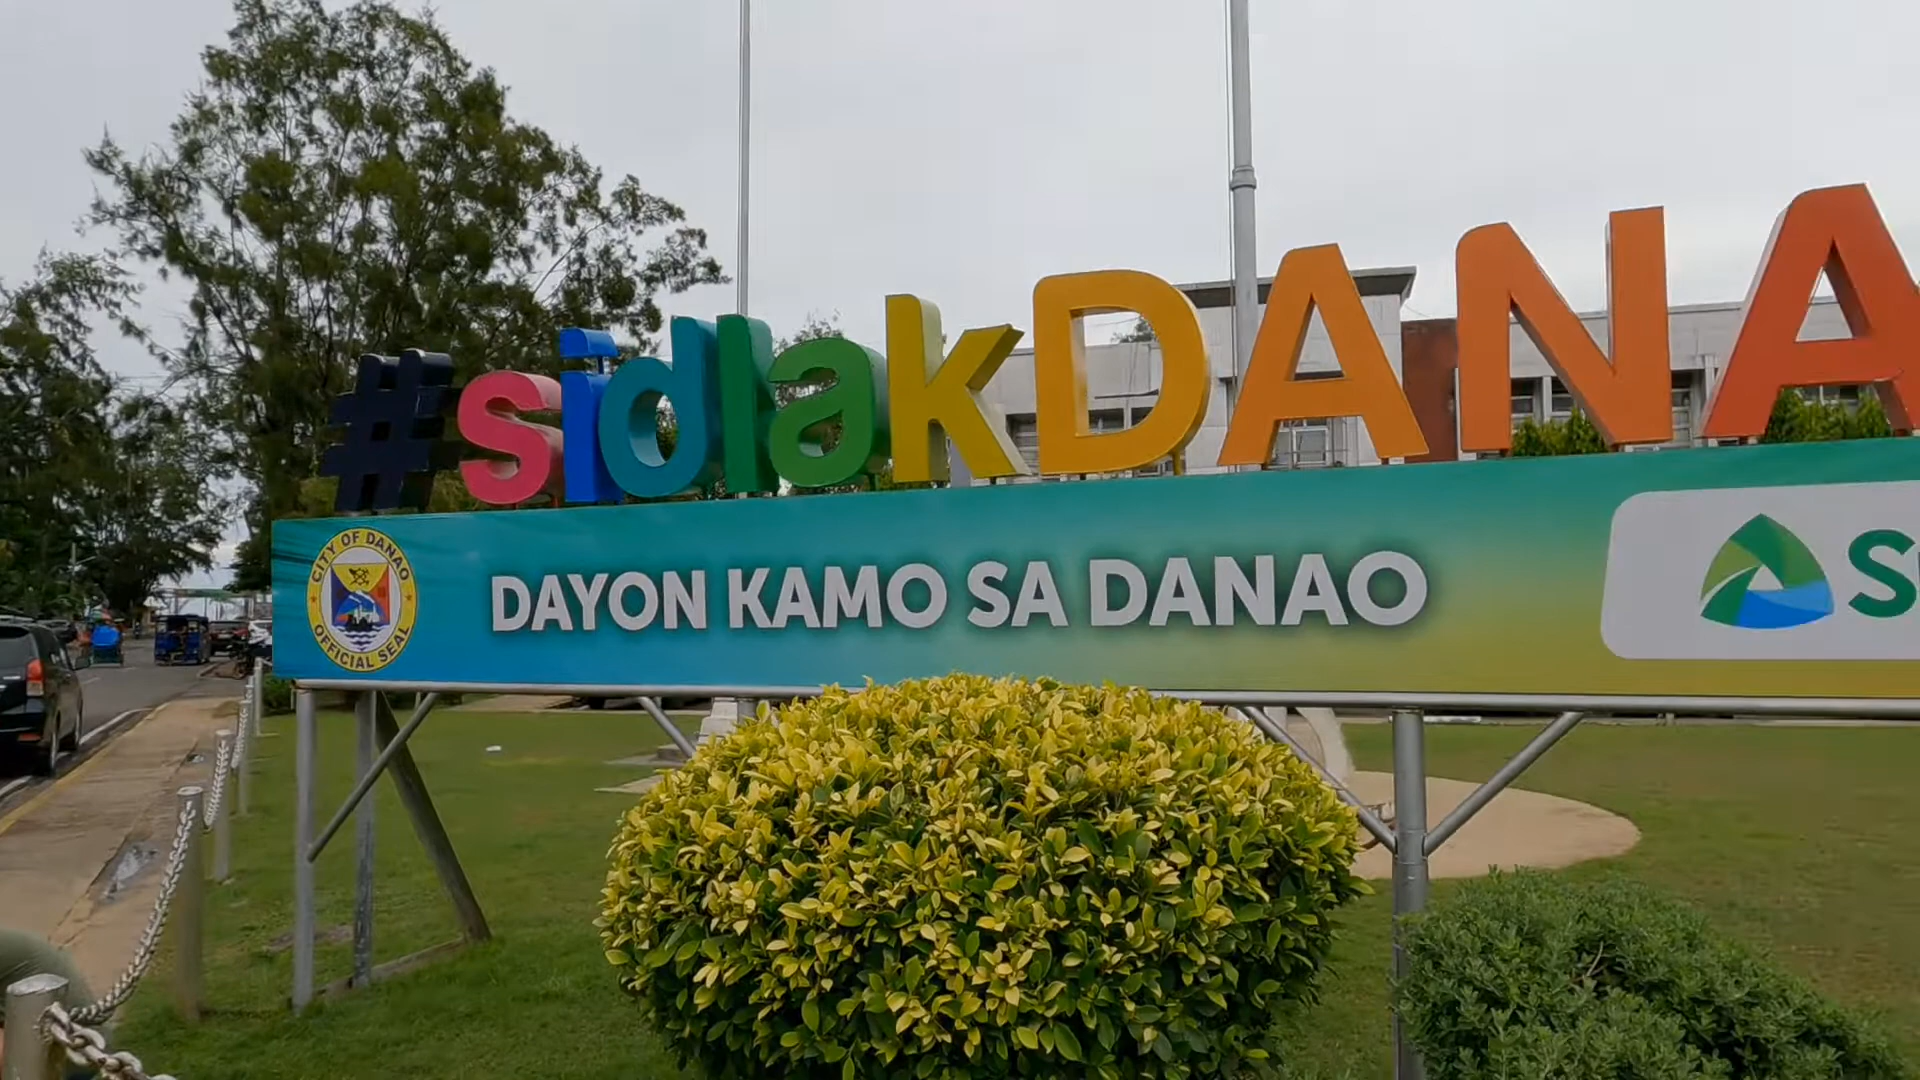 #sidlakDANA
CITY OF DANAO
OFFICIAL SEAL
DAYON KAMO SA DANAO